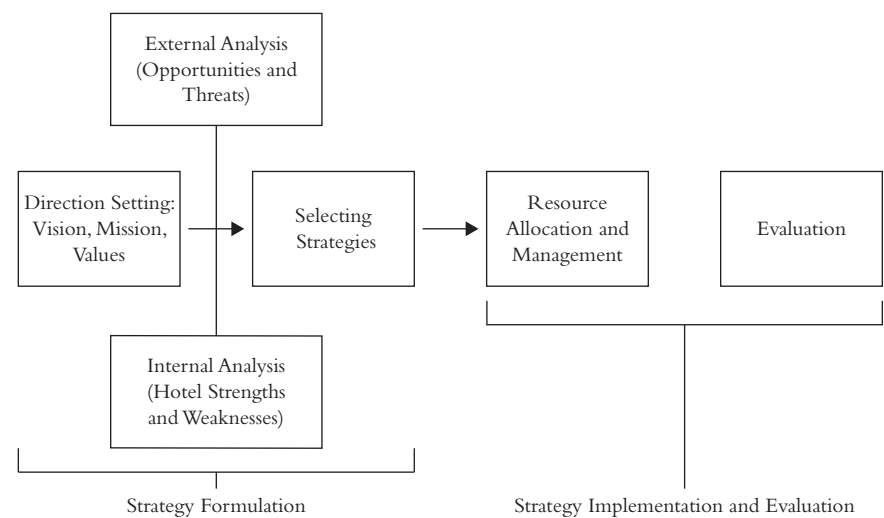 External Analysis
(Opportunities and
Threats)
Direction Setting:
Vision, Mission,
Values
Selecting
Strategies
Resource
Allocation and
Management
Evaluation
Internal Analysis
(Hotel Strengths
and Weaknesses)
Strategy Formulation
Strategy Implementation and Evaluation